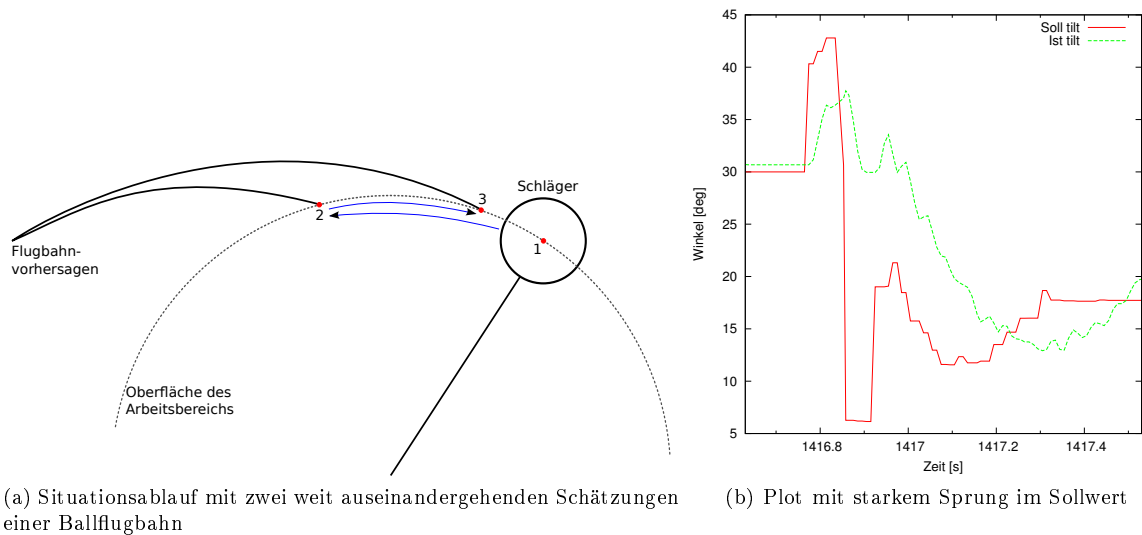 Schläger
3
2
1
Flugbahn-
vorhersagen
Oberfläche des
Arbeitsbereichs
(a) Situationsablauf mit zwei weit auseinandergehenden Schätzungen
einer Ballflugbahn
45
40
35
30
25
20
15
10
5
Winkel [deg]
Soll tilt
Ist tilt
1416.8
1417
1417.2
1417.4
Zeit [s]
(b) Plot mit starkem Sprung im Sollwert